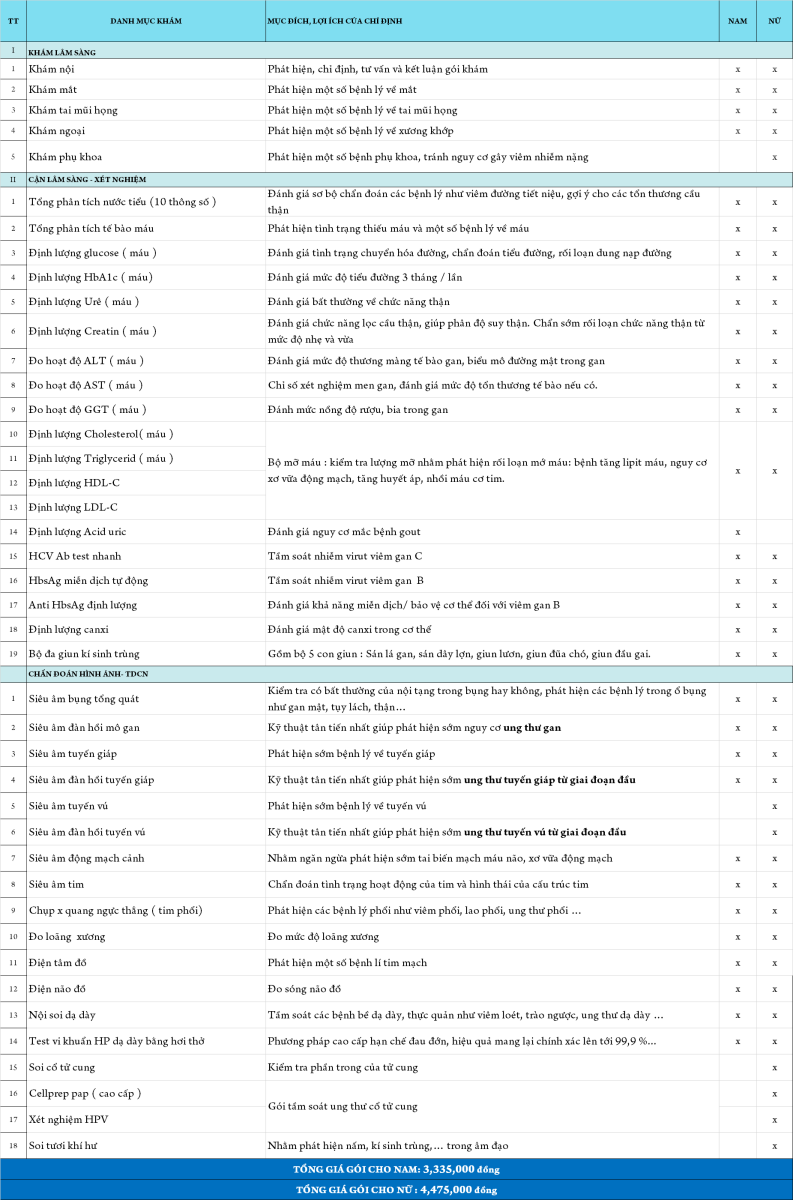 TT DANH MỤC KHÁM MỤC ĐÍCH, LỢI ÍCH CỦA CHỈ ĐỊNH NAM NỮ
I KHÁM LÂM SÀNG
1 Khám nội Phát hiện, chỉ định, tư vấn và kết luận gói khám x x
2 Khám mắt Phát hiện một số bệnh lý về mắt x x
3 Khám tai mũi họng Phát hiện một số bệnh lý về tai mũi họng x x
4 Khám ngoại Phát hiện một số bệnh lý về xương khớp x x
5 Khám phụ khoa Phát hiện một số bệnh phụ khoa, tránh nguy cơ gây viêm nhiễm nặng x
II CẬN LÂM SÀNG - XÉT NGHIỆM
1 Tổng phân tích nước tiểu (10 thông số ) Đánh giá sơ bộ chẩn đoán các bệnh lý như viêm đường tiết niệu, gợi ý cho các tổn thương cầu
thận x x
2 Tổng phân tích tế bào máu Phát hiện tình trạng thiếu máu và một số bệnh lý về máu x x
3 Định lượng glucose ( máu ) Đánh giá tình trạng chuyển hóa đường, chẩn đoán tiểu đường, rối loạn dung nạp đường x x
4 Định lượng HbA1c ( máu) Đánh giá mức độ tiểu đường 3 tháng / lần x x
5 Định lượng Urê ( máu ) Đánh giá bất thường về chức năng thận x x
6 Định lượng Creatin ( máu ) Đánh giá chức năng lọc cầu thận, giúp phân độ suy thận. Chẩn sớm rối loạn chức năng thận từ
mức độ nhẹ và vừa x x
7 Đo hoạt độ ALT ( máu ) Đánh giá mức độ thương màng tế bào gan, biểu mô đường mật trong gan x x
8 Đo hoạt độ AST ( máu ) Chỉ số xét nghiệm men gan, đánh giá mức độ tổn thương tế bào nếu có. x x
9 Đo hoạt độ GGT ( máu ) Đánh mức nồng độ rượu, bia trong gan x x
10 Định lượng Cholesterol( máu )
11 Định lượng Triglycerid ( máu )
12 Định lượng HDL-C
13 Định lượng LDL-C
Bộ mỡ máu : kiểm tra lượng mỡ nhằm phát hiện rối loạn mớ máu: bệnh tăng lipit máu, nguy cơ
xơ vữa động mạch, tăng huyết áp, nhồi máu cơ tim. x x
14 Định lượng Acid uric Đánh giá nguy cơ mắc bệnh gout x
15 HCV Ab test nhanh Tầm soát nhiễm virut viêm gan C x x
16 HbsAg miễn dịch tự động Tầm soát nhiễm virut viêm gan B x x
17 Anti HbsAg định lượng Đánh giá khả năng miễn dịch/ bảo vệ cơ thể đối với viêm gan B x x
18 Định lượng canxi Đánh giá mật độ canxi trong cơ thể x x
19 Bộ đa giun kí sinh trùng Gồm bộ 5 con giun : Sán lá gan, sán dây lợn, giun lươn, giun đũa chó, giun đầu gai. x x
CHẨN ĐOÁN HÌNH ẢNH- TDCN
1 Siêu âm bụng tổng quát Kiểm tra có bất thường của nội tạng trong bụng hay không, phát hiện các bệnh lý trong ổ bụng
như gan mật, tụy lách, thận… x x
2 Siêu âm đàn hồi mô gan Kỹ thuật tân tiến nhất giúp phát hiện sớm nguy cơ ung thư gan x x
3 Siêu âm tuyến giáp Phát hiện sớm bệnh lý về tuyến giáp x x
4 Siêu âm đàn hồi tuyến giáp Kỹ thuật tân tiến nhất giúp phát hiện sớm ung thư tuyến giáp từ giai đoạn đầu x x
5 Siêu âm tuyến vú Phát hiện sớm bệnh lý về tuyến vú x
6 Siêu âm đàn hồi tuyến vú Kỹ thuật tân tiến nhất giúp phát hiện sớm ung thư tuyến vú từ giai đoạn đầu x
7 Siêu âm động mạch cảnh Nhằm ngăn ngừa phát hiện sớm tai biến mạch máu não, xơ vữa động mạch x x
8 Siêu âm tim Chẩn đoán tình trạng hoạt động của tim và hình thái của cấu trúc tim x x
9 Chụp x quang ngực thẳng ( tim phổi) Phát hiện các bệnh lý phổi như viêm phổi, lao phổi, ung thư phổi … x x
10 Đo loãng xương Đo mức độ loãng xương x x
11 Điện tâm đồ Phát hiện một số bệnh lí tim mạch x x
12 Điện não đồ Đo sóng não đồ x x
13 Nội soi dạ dày Tầm soát các bệnh bề dạ dày, thực quản như viêm loét, trào ngược, ung thư dạ dày … x x
14 Test vi khuẩn HP dạ dày bằng hơi thở Phương pháp cao cấp hạn chế đau đớn, hiệu quả mang lại chính xác lên tới 99,9 %… x x
15 Soi cổ tử cung Kiểm tra phần trong của tử cung x
16 Cellprep pap ( cao cấp ) x
Gói tầm soát ung thư cổ tử cung
17 Xét nghiệm HPV x
18 Soi tươi khí hư Nhằm phát hiện nấm, kí sinh trùng,… trong âm đạo x
TỔNG GIÁ GÓI CHO NAM: 3,335,000 đồng
TỔNG GIÁ GÓI CHO NỮ : 4,475,000 đồng